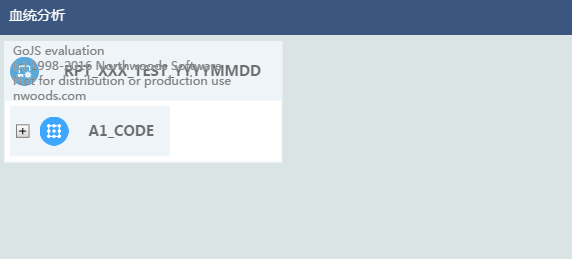 血统分析
GoJS evaluation
(c) 1998-2016 Northwoods Software
RPT_XXX_TEST_YYYYMMDD
Not for distribution or production use
nwoods.com
A1_CODE